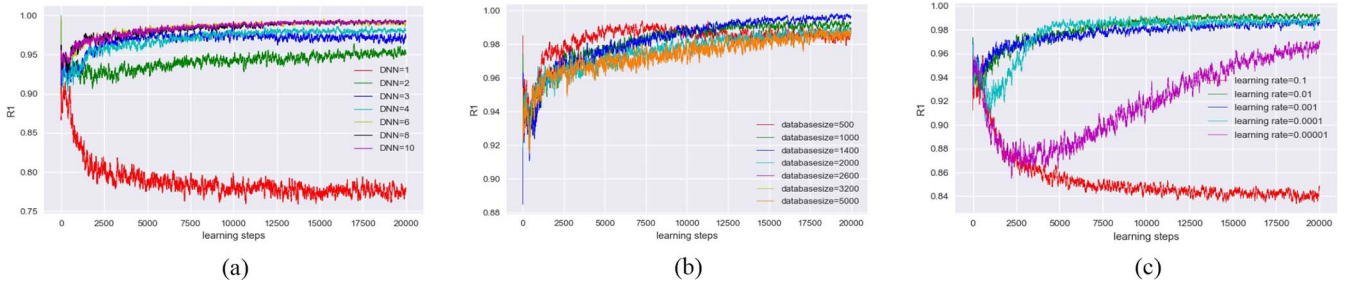 1.00
0.95
0.90
0.85
0.80
0.75
R1
DNN=1
DNN=2
DNN=3
DNN=4
DNN=6
DNN=8
DNN=10
0 2500 5000 7500 10000 12500 15000 17500 20000
learning steps
(a)
1.00
0.98
0.96
0.94
0.92
0.90
0.88
R1
databasesize=500
databasesize=1000
databasesize=1400
databasesize=2000
databasesize=2600
databasesize=3200
databasesize=5000
0 2500 5000 7500 10000 12500 15000 17500 20000
learning steps
(b)
1.00
0.98
0.96
0.94
0.92
0.90
0.88
0.86
0.84
R1
learning rate=0.1
learning rate=0.01
learning rate=0.001
learning rate=0.0001
learning rate=0.00001
0 2500 5000 7500 10000 12500 15000 17500 20000
learning steps
(c)